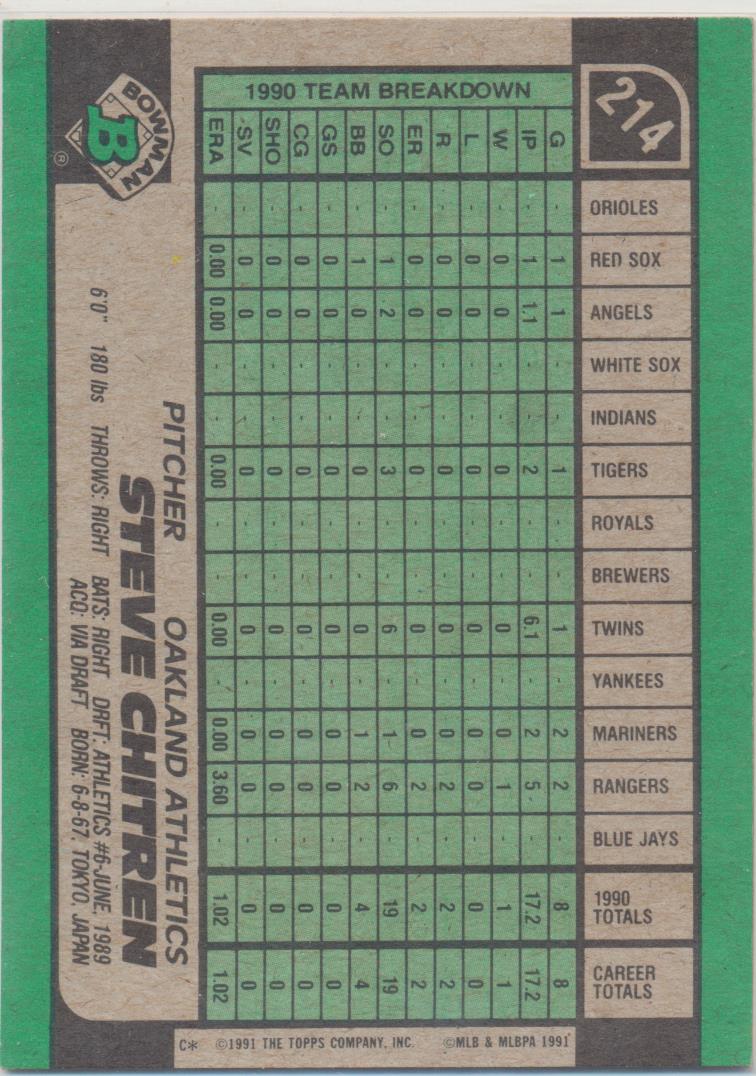 214
1990 TEAM BREAKDOWN
G IP W L R ER SO BB GS CG SHO SV ERA
ORIOLES - - - - - - - - - - - - -
RED SOX 1 1 0 0 0 0 1 1 0 0 0 0 0.00
ANGELS 1 1.1 0 0 0 0 2 0 0 0 0 0 0.00
WHITE SOX - - - - - - - - - - - - -
INDIANS - - - - - - - - - - - - -
TIGERS 1 2 0 0 0 0 3 0 0 0 0 0 0.00
ROYALS - - - - - - - - - - - - -
BREWERS - - - - - - - - - - - - -
TWINS 1 6.1 0 0 0 0 6 0 0 0 0 0 0.00
YANKEES - - - - - - - - - - - - -
MARINERS 2 2 0 0 0 0 1 1 0 0 0 0 0.00
RANGERS 2 5 1 0 2 2 6 2 0 0 0 0 3.60
BLUE JAYS - - - - - - - - - - - - -
1990 TOTALS 8 17.2 1 0 2 2 19 4 0 0 0 0 1.02
CAREER TOTALS 8 17.2 1 0 2 2 19 4 0 0 0 0 1.02
PITCHER OAKLAND ATHLETICS
STEVE CHITREN
6'0" 180 lbs THROWS: RIGHT BATS: RIGHT DRFT: ATHLETICS #6-JUNE, 1989
ACQ: VIA DRAFT BORN: 6-8-67, TOKYO, JAPAN
BOWMAN
B
®
C* ©1991 THE TOPPS COMPANY, INC. ©MLB & MLBPA 1991